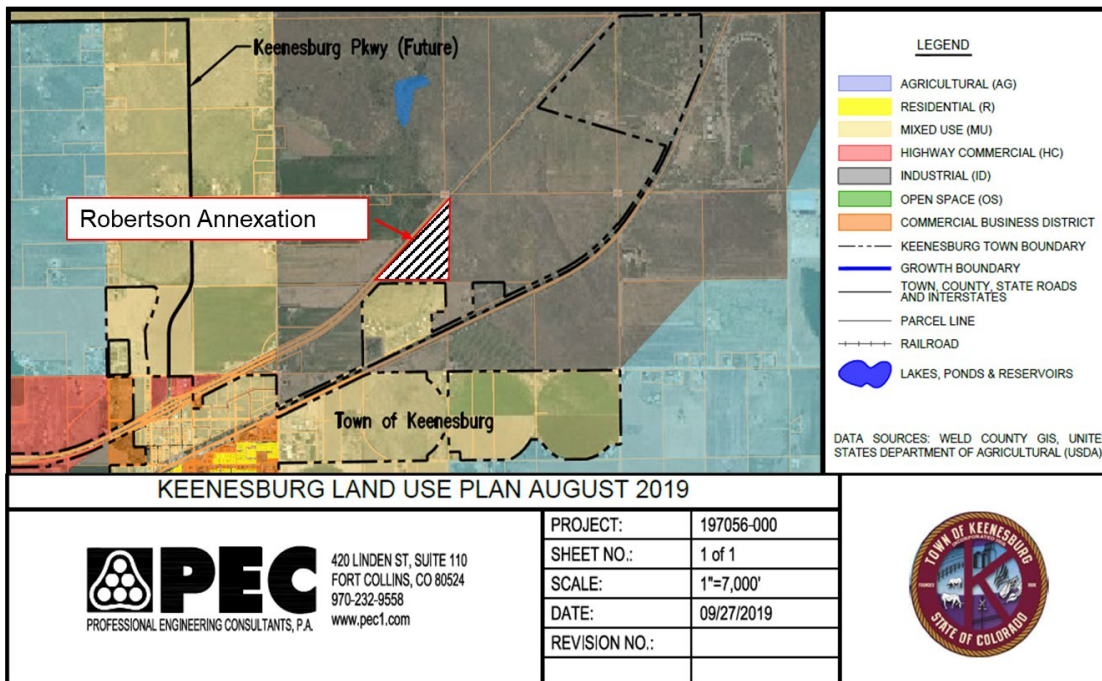 Keenesburg Pkwy (Future)
Robertson Annexation
Town of Keenesburg
LEGEND
AGRICULTURAL (AG)
RESIDENTIAL (R)
MIXED USE (MU)
HIGHWAY COMMERCIAL (HC)
INDUSTRIAL (ID)
OPEN SPACE (OS)
COMMERCIAL BUSINESS DISTRICT
KEENESBURG TOWN BOUNDARY
GROWTH BOUNDARY
TOWN, COUNTY, STATE ROADS
AND INTERSTATES
PARCEL LINE
RAILROAD
LAKES, PONDS & RESERVOIRS
DATA SOURCES: WELD COUNTY GIS, UNITE
STATES DEPARTMENT OF AGRICULTURAL (USDA)
KEENESBURG LAND USE PLAN AUGUST 2019
PEC
PROFESSIONAL ENGINEERING CONSULTANTS, P.A.
420 LINDEN ST, SUITE 110
FORT COLLINS, CO 80524
970-232-9558
www.pec1.com
PROJECT: 197056-000
SHEET NO.: 1 of 1
SCALE: 1"=7,000'
DATE: 09/27/2019
REVISION NO.:
TOWN OF KEENESBURG
K
STATE OF COLORADO